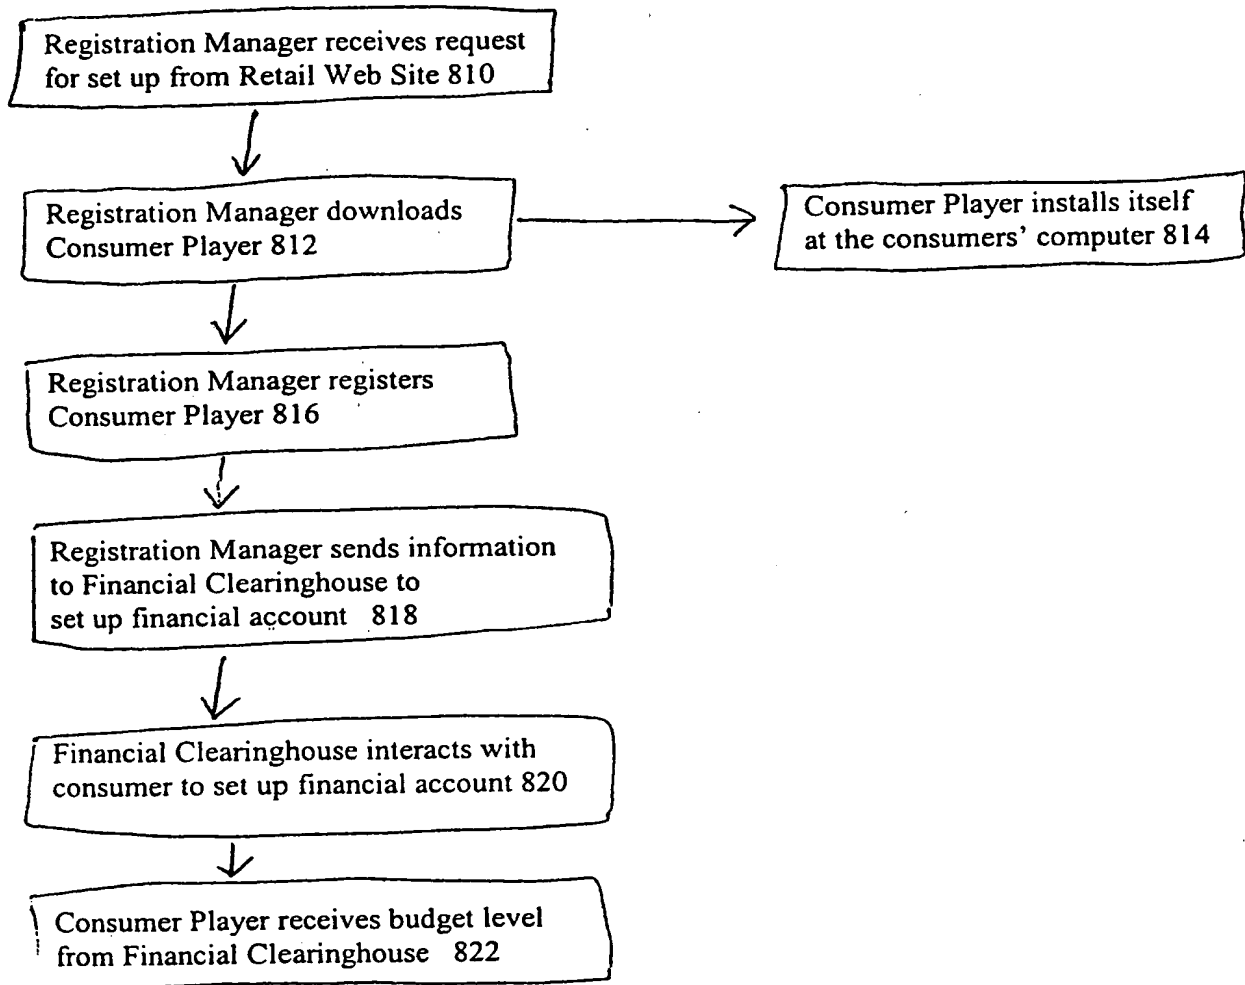 Registration Manager receives request
for set up from Retail Web Site 810
Registration Manager downloads
Consumer Player 812
Consumer Player installs itself
at the consumers' computer 814
Registration Manager registers
Consumer Player 816
Registration Manager sends information
to Financial Clearinghouse to
set up financial account 818
Financial Clearinghouse interacts with
consumer to set up financial account 820
Consumer Player receives budget level
from Financial Clearinghouse 822